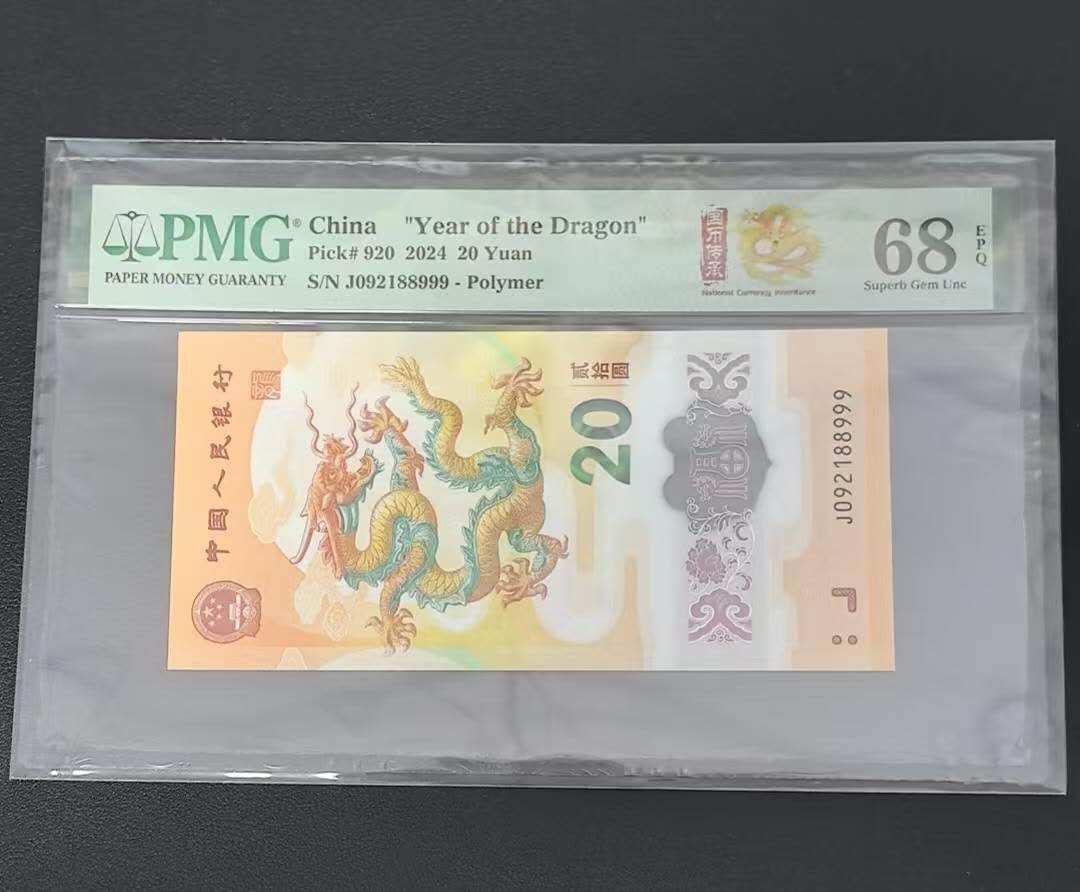 PMG®
PAPER MONEY GUARANTY
China "Year of the Dragon"
Pick# 920 2024 20 Yuan
S/N J092188999 - Polymer
国币传承
National Currency Inheritance
68
EPQ
Superb Gem Unc
中国人民银行
贰拾圆
20
J092188999